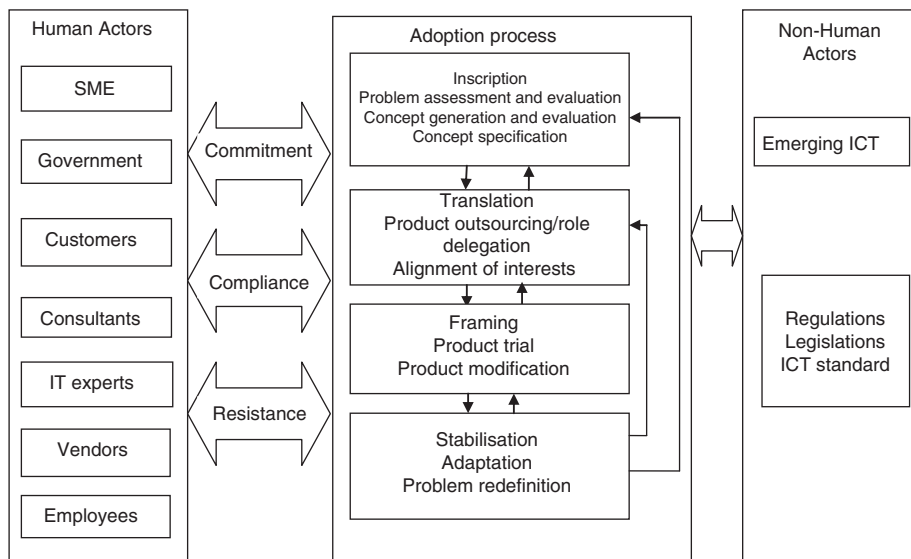 Human Actors
SME
Government
Customers
Consultants
IT experts
Vendors
Employees
Commitment
Compliance
Resistance
Adoption process
Inscription
Problem assessment and evaluation
Concept generation and evaluation
Concept specification
Translation
Product outsourcing/role
delegation
Alignment of interests
Framing
Product trial
Product modification
Stabilisation
Adaptation
Problem redefinition
Non-Human
Actors
Emerging ICT
Regulations
Legislations
ICT standard